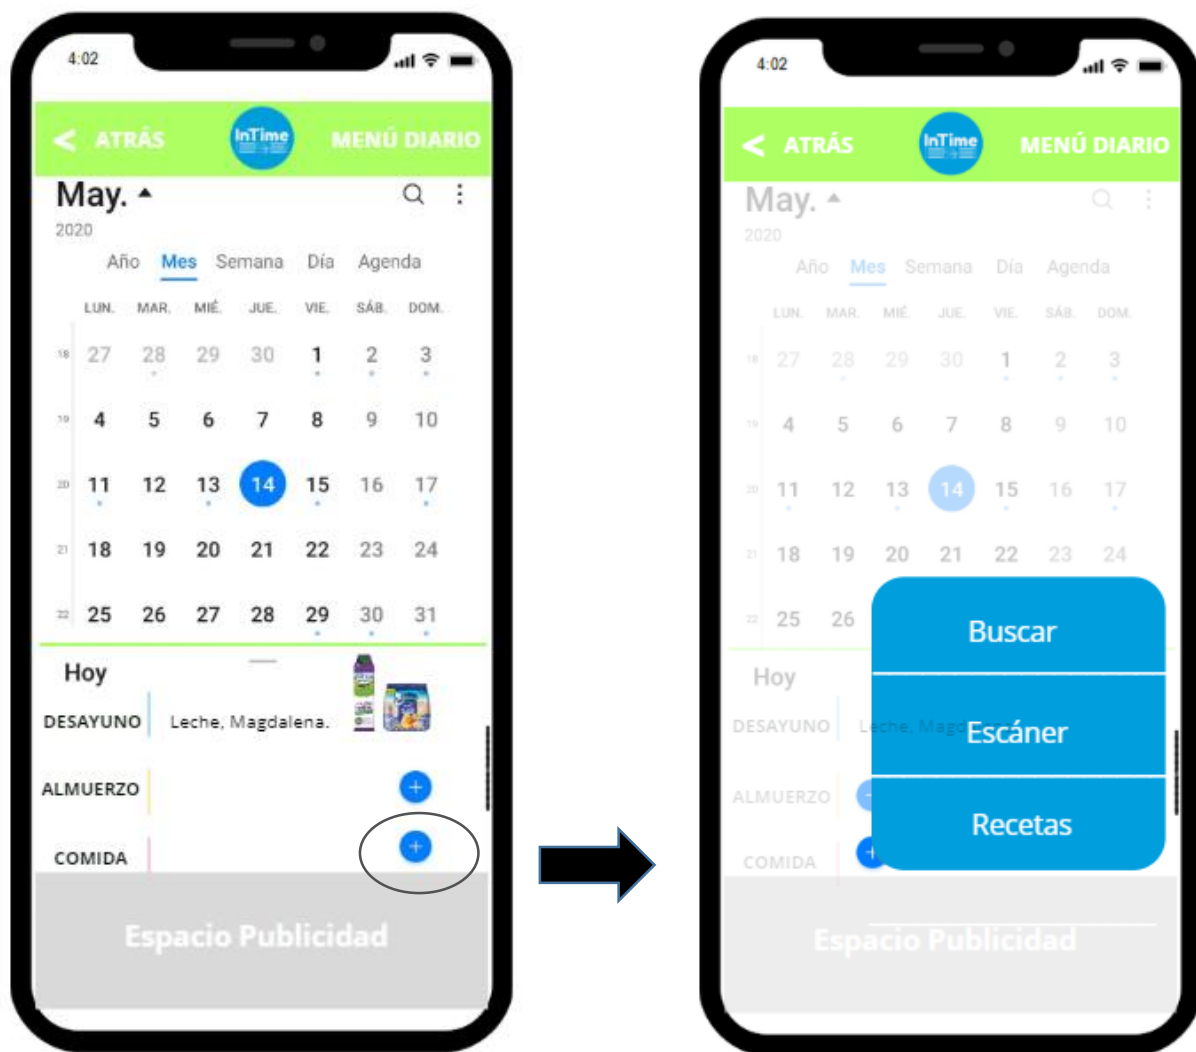 4:02
< ATRÁS InTime MENÚ DIARIO
May.
2020
Año Mes Semana Día Agenda
LUN. MAR. MIÉ. JUE. VIE. SÁB. DOM.
18 27 28 29 30 1 2 3
19 4 5 6 7 8 9 10
20 11 12 13 14 15 16 17
21 18 19 20 21 22 23 24
22 25 26 27 28 29 30 31
Hoy
DESAYUNO Leche, Magdalena.
ALMUERZO +
COMIDA +
Espacio Publicidad
4:02
< ATRÁS InTime MENÚ DIARIO
May.
2020
Año Mes Semana Día Agenda
LUN. MAR. MIÉ. JUE. VIE. SÁB. DOM.
18 27 28 29 30 1 2 3
19 4 5 6 7 8 9 10
20 11 12 13 14 15 16 17
21 18 19 20 21 22 23 24
22 25 26
Buscar
Hoy
DESAYUNO Leche, Magdalena.
Escáner
ALMUERZO
Recetas
COMIDA +
Espacio Publicidad